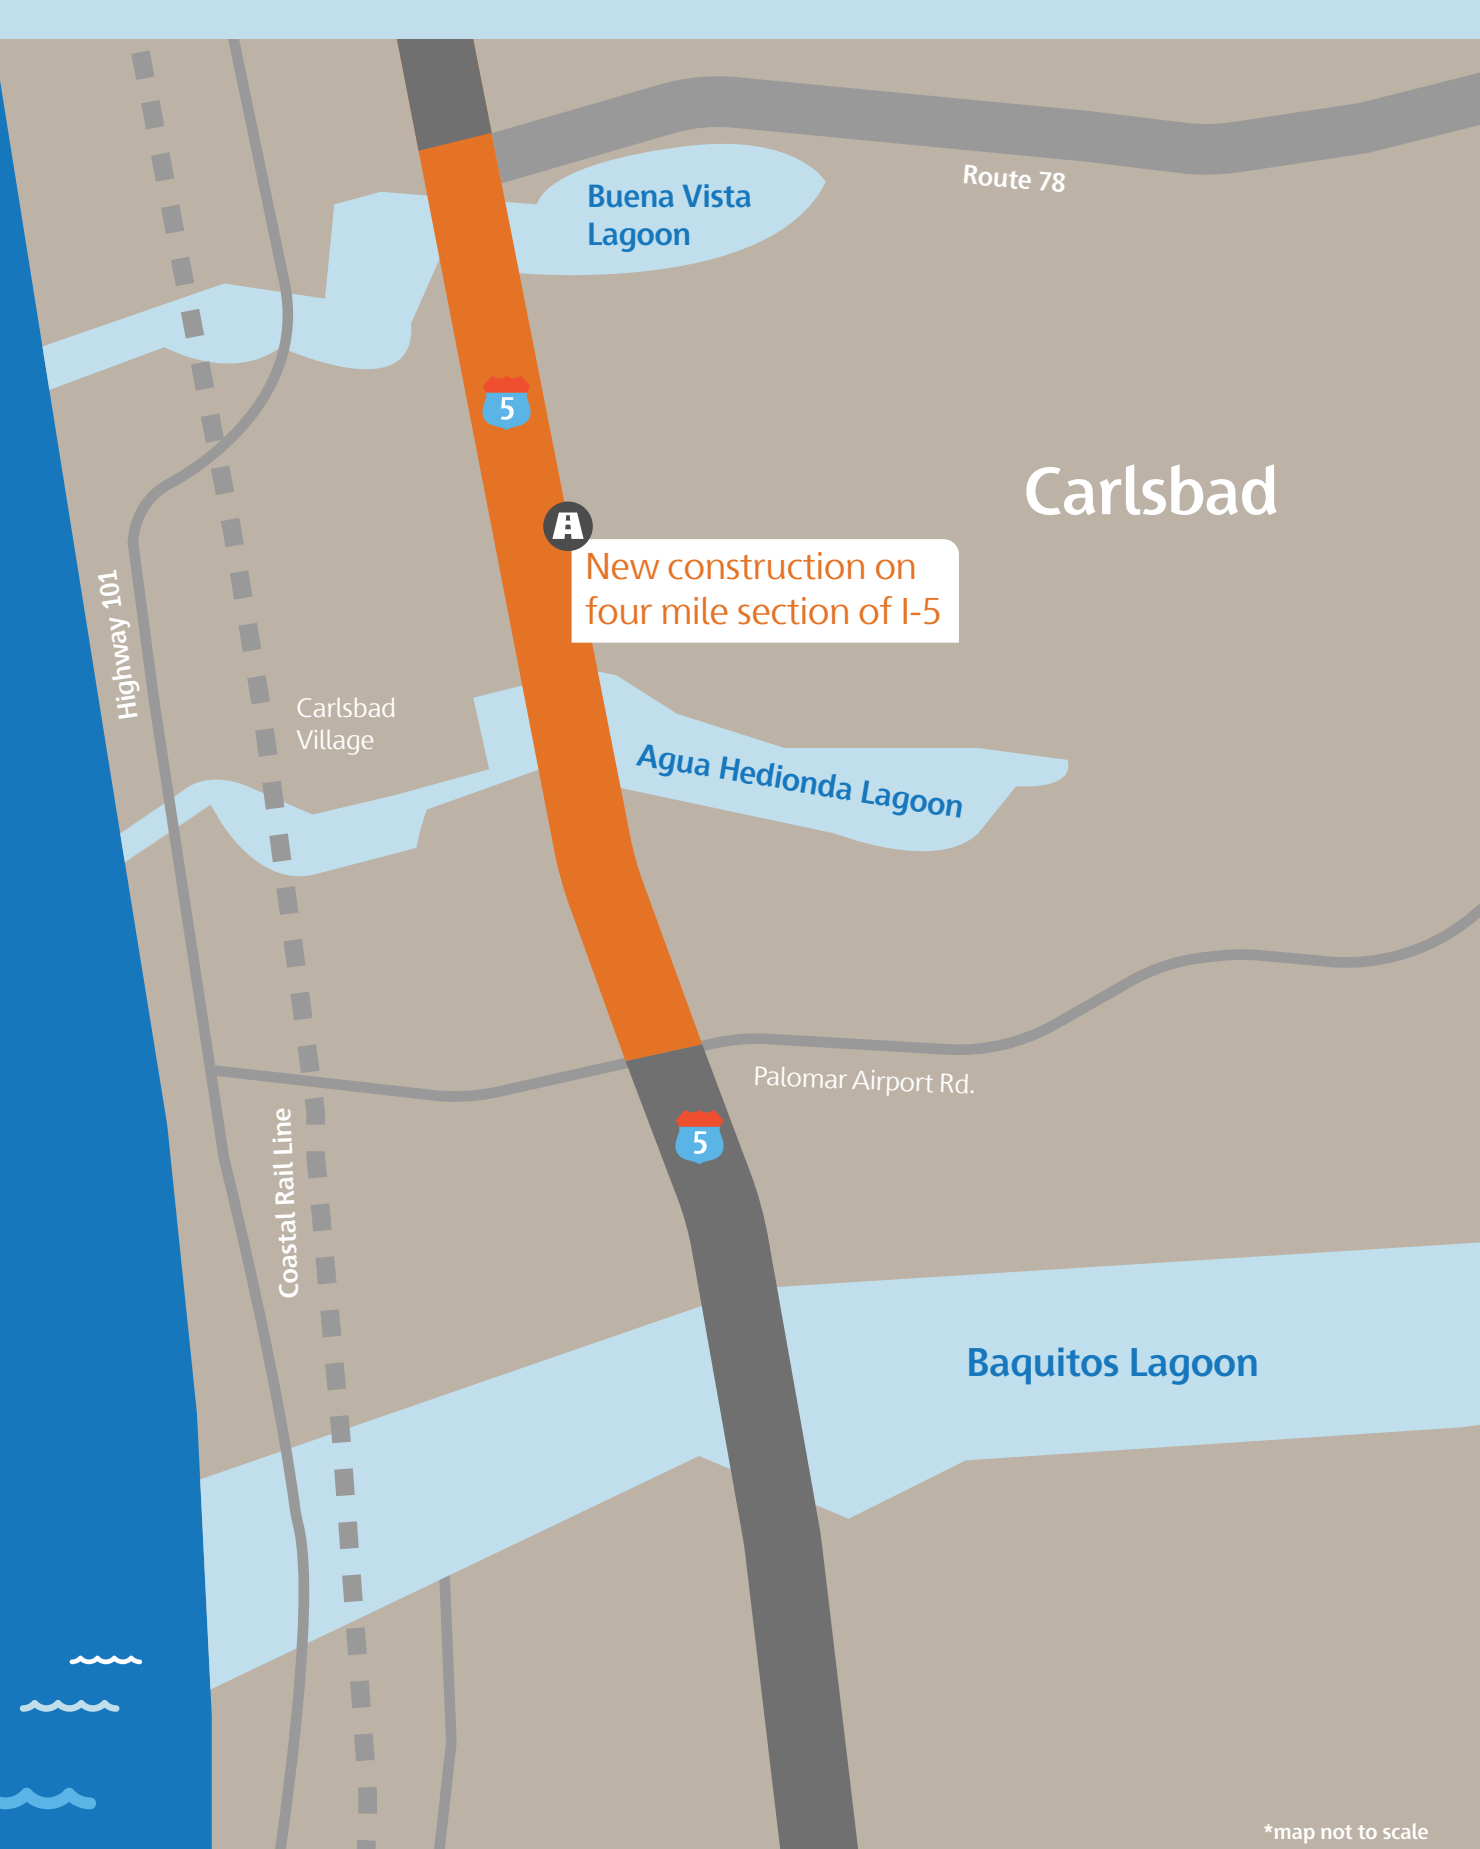 Route 78
Buena Vista
Lagoon
5
Carlsbad
New construction on
four mile section of I-5
Highway 101
Carlsbad
Village
Agua Hedionda Lagoon
Palomar Airport Rd.
5
Coastal Rail Line
Baquitos Lagoon
*map not to scale